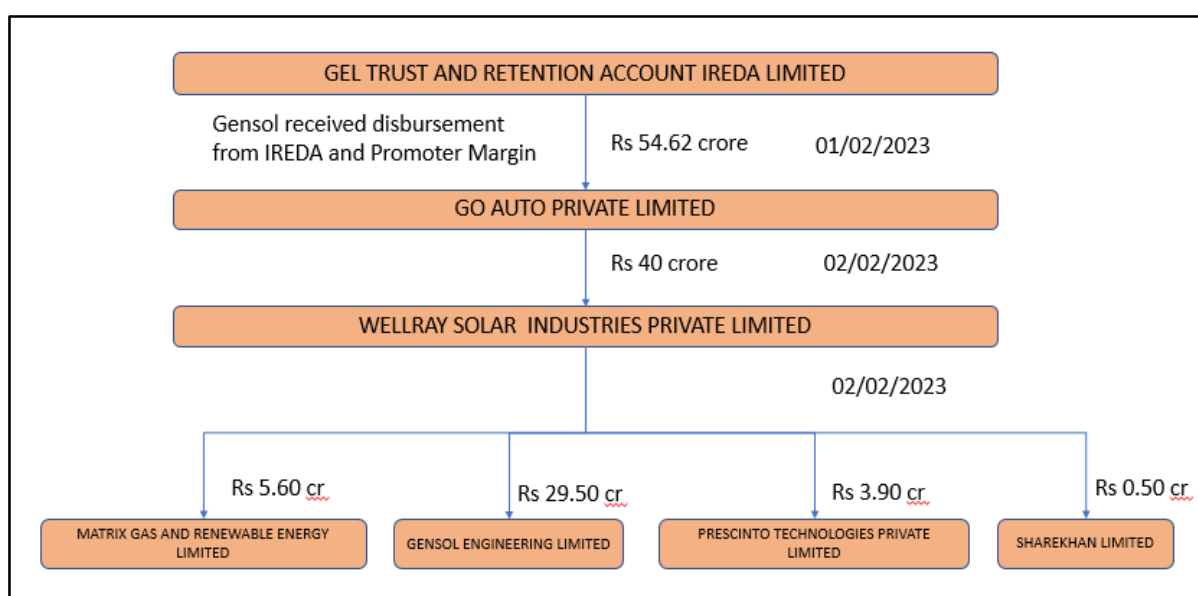 GEL TRUST AND RETENTION ACCOUNT IREDA LIMITED
Gensol received disbursement
from IREDA and Promoter Margin
Rs 54.62 crore
01/02/2023
GO AUTO PRIVATE LIMITED
Rs 40 crore
02/02/2023
WELLRAY SOLAR INDUSTRIES PRIVATE LIMITED
02/02/2023
Rs 5.60 cr
Rs 29.50 cr
Rs 3.90 cr
Rs 0.50 cr
MATRIX GAS AND RENEWABLE ENERGY
LIMITED
GENSOL ENGINEERING LIMITED
PRESCINTO TECHNOLOGIES PRIVATE
LIMITED
SHAREKHAN LIMITED